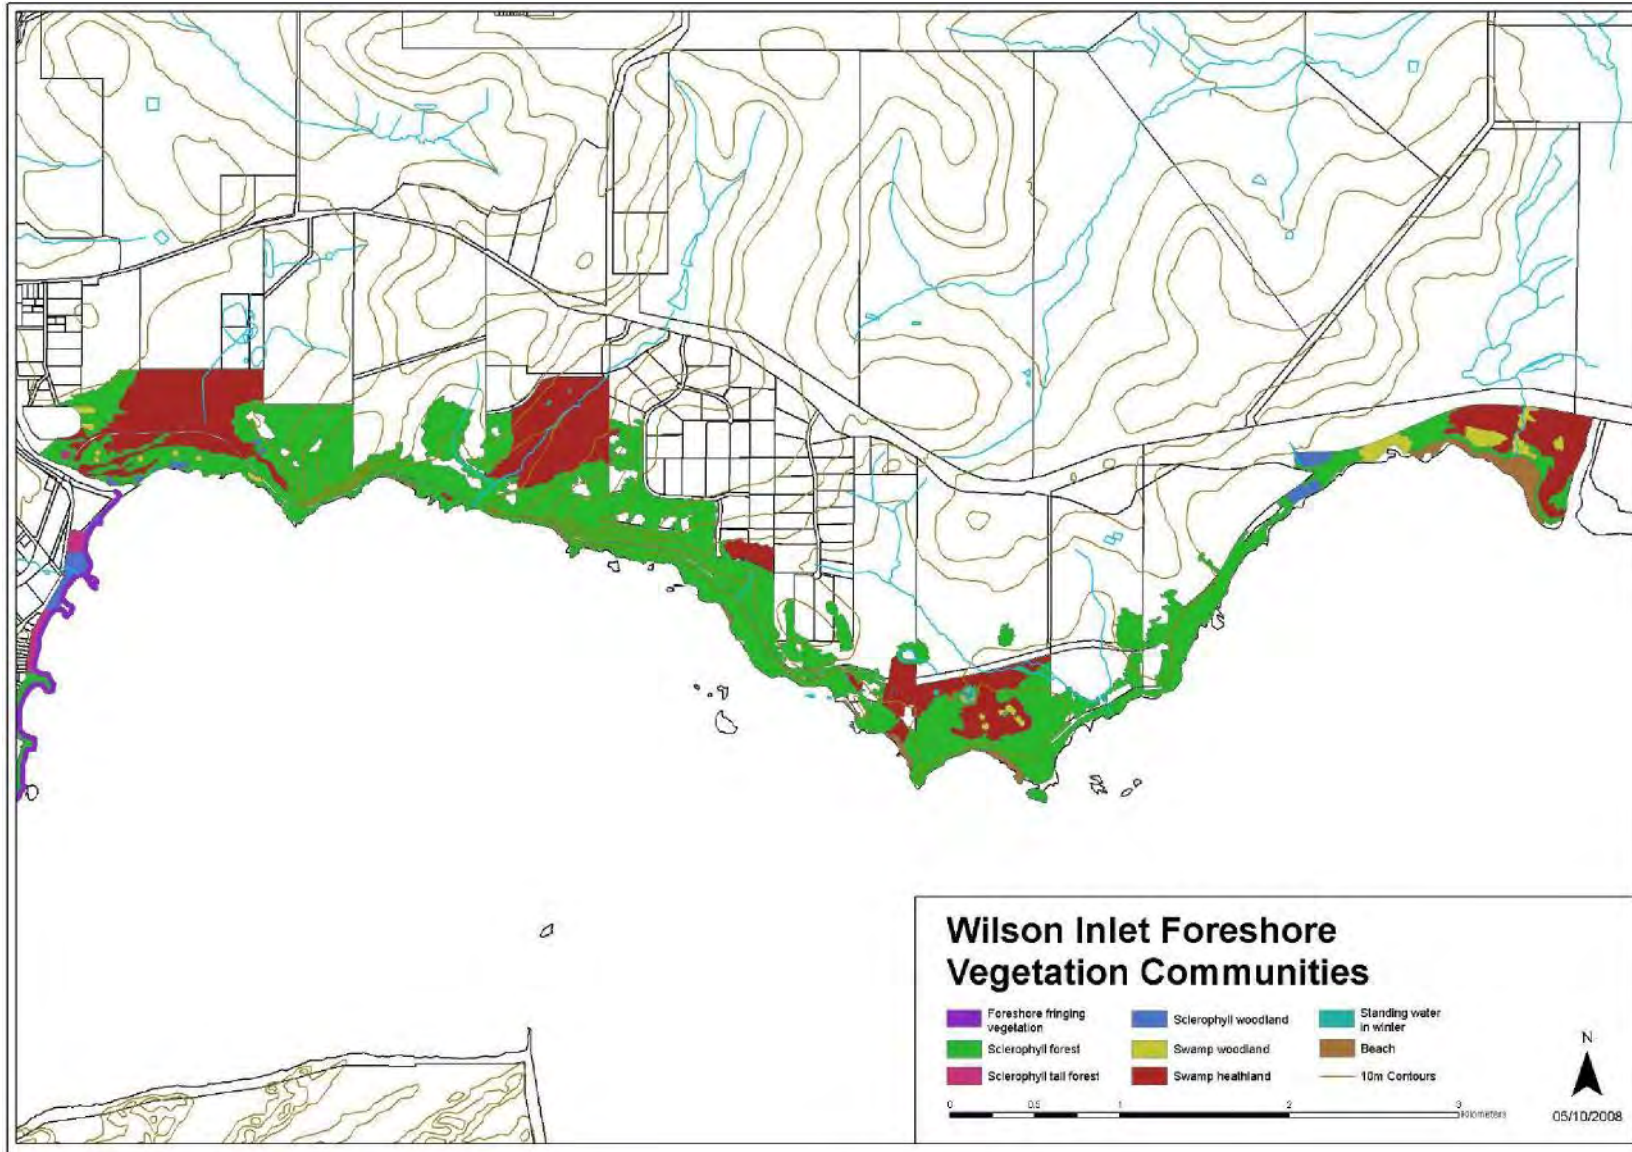 Wilson Inlet Foreshore
Vegetation Communities
Foreshore fringing
vegetation
Sclerophyll forest
Sclerophyll tall forest
Sclerophyll woodland
Swamp woodland
Swamp heathland
Standing water
in winter
Beach
10m Contours
0 0.5 1 2 3
Kilometers
N
05/10/2008